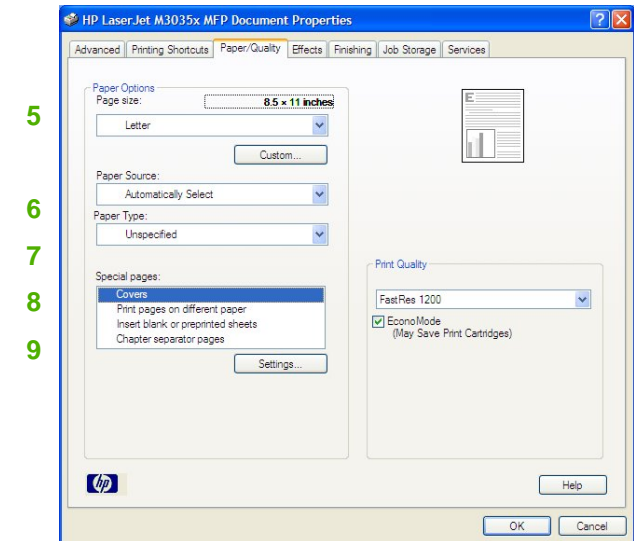 HP LaserJet M3035x MFP Document Properties
Advanced Printing Shortcuts Paper/Quality Effects Finishing Job Storage Services
Paper Options
Page size: 8.5 × 11 inches
5
Letter
Custom...
Paper Source:
Automatically Select
6
Paper Type:
Unspecified
7
Special pages:
8
Covers
Print pages on different paper
Insert blank or preprinted sheets
Chapter separator pages
9
Settings...
E
Print Quality
FastRes 1200
EconoMode
(May Save Print Cartridges)
hp
Help
OK Cancel